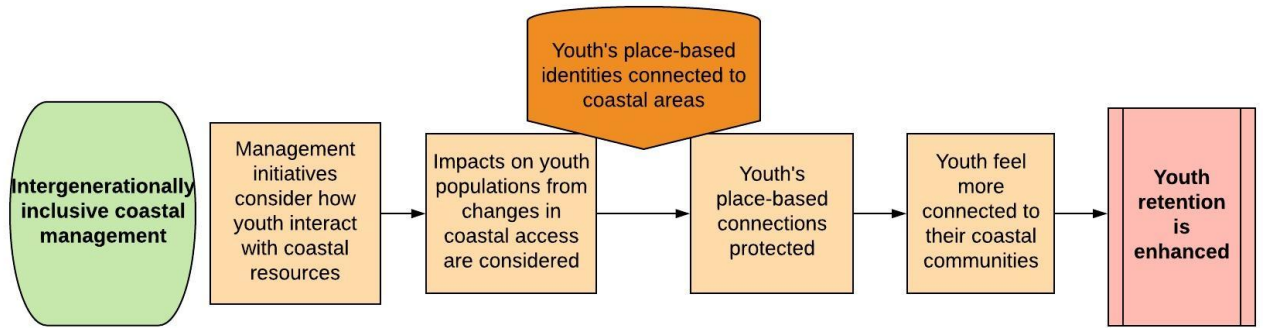 Youth's place-based
identities connected to
coastal areas
Intergenerationally
inclusive coastal
management
Management
initiatives
consider how
youth interact
with coastal
resources
Impacts on youth
populations from
changes in
coastal access
are considered
Youth's
place-based
connections
protected
Youth feel
more
connected to
their coastal
communities
Youth
retention
is
enhanced